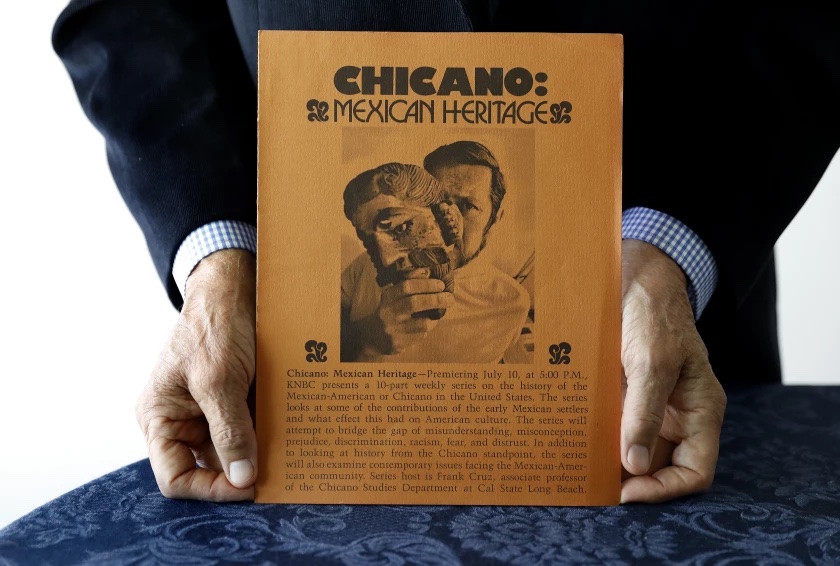 CHICANO:
MEXICAN HERITAGE
Chicano: Mexican Heritage—Premiering July 10, at 5:00 P.M.,
KNBC presents a 10-part weekly series on the history of the
Mexican-American or Chicano in the United States. The series
looks at some of the contributions of the early Mexican settlers
and what effect this had on American culture. The series will
attempt to bridge the gap of misunderstanding, misconception,
prejudice, discrimination, racism, fear, and distrust. In addition
to looking at history from the Chicano standpoint, the series
will also examine contemporary issues facing the Mexican-Amer-
ican community. Series host is Frank Cruz, associate professor
of the Chicano Studies Department at Cal State Long Beach.